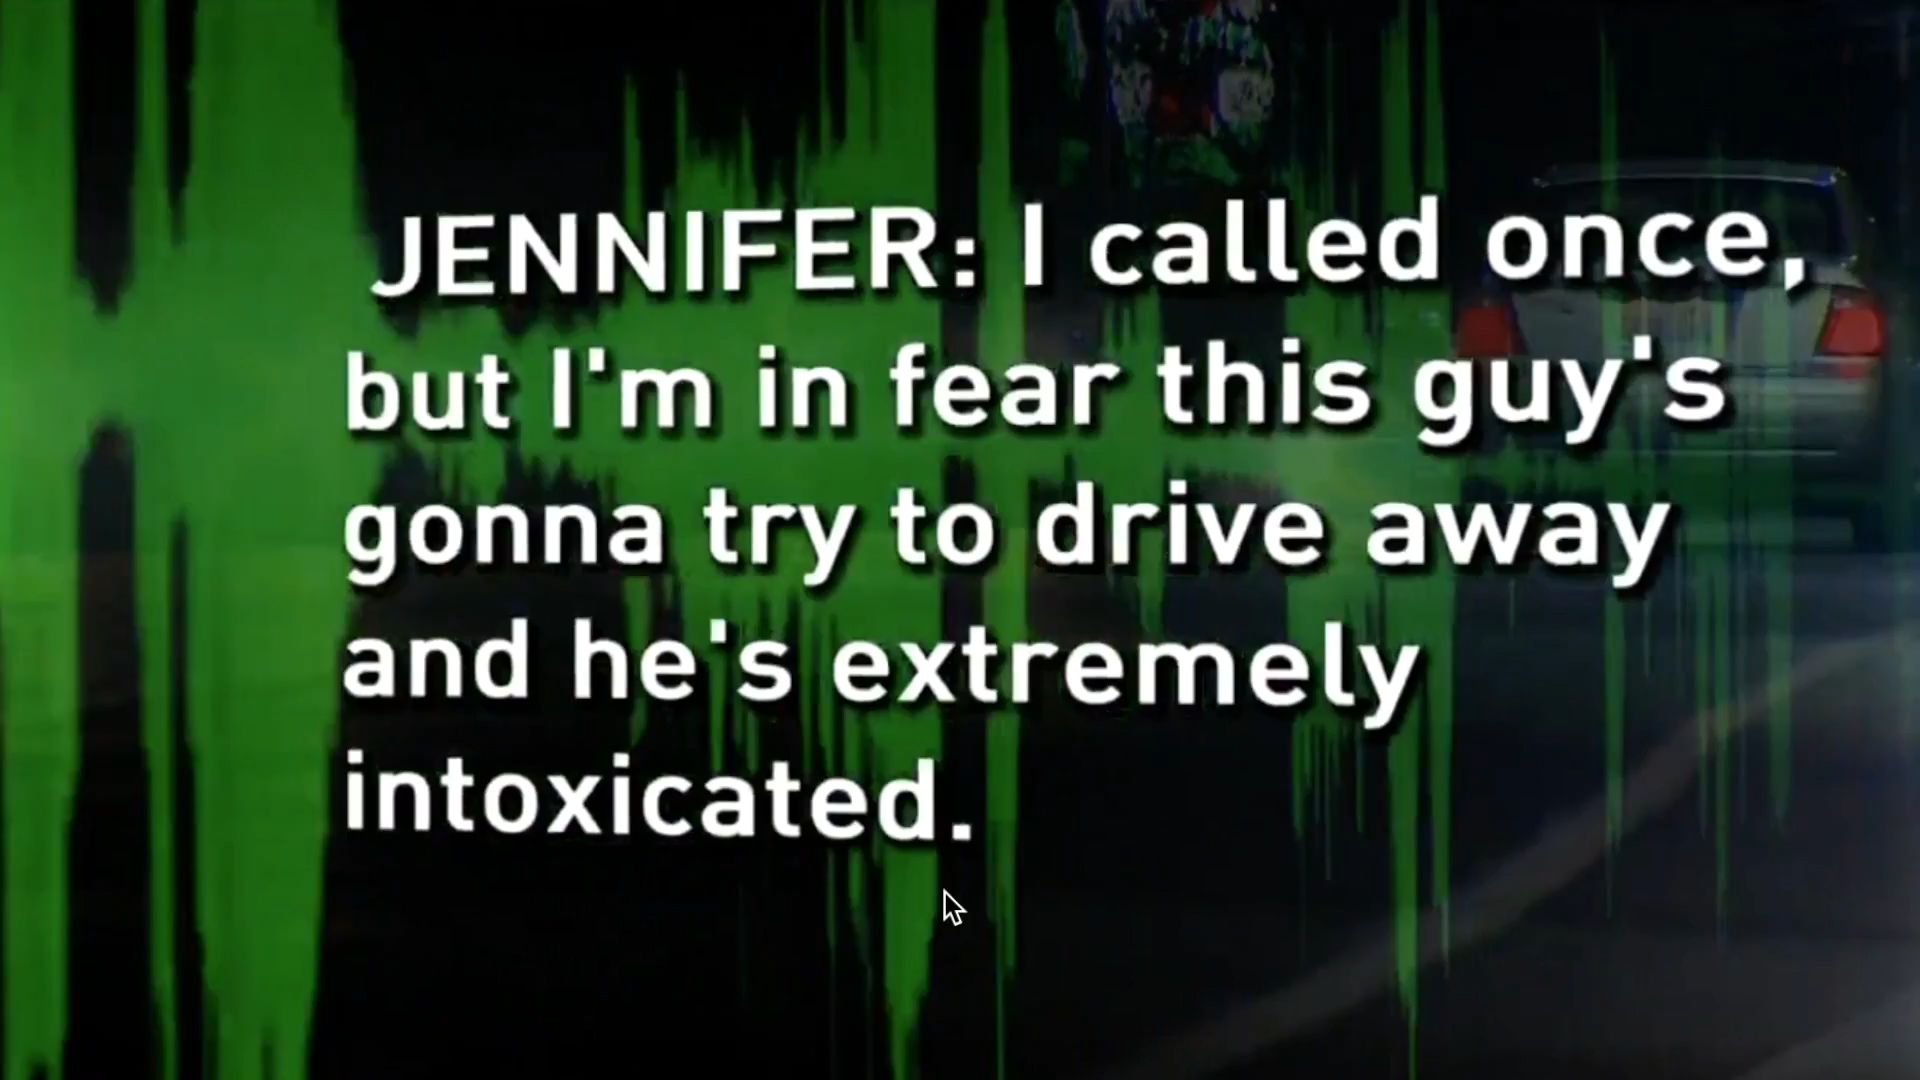 JENNIFER: I called once,
but I'm in fear this guy's
gonna try to drive away
and he's extremely
intoxicated.